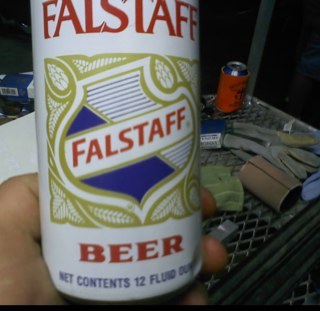 FALSTAFF
FALSTAFF
BEER
NET CONTENTS 12 FLUID